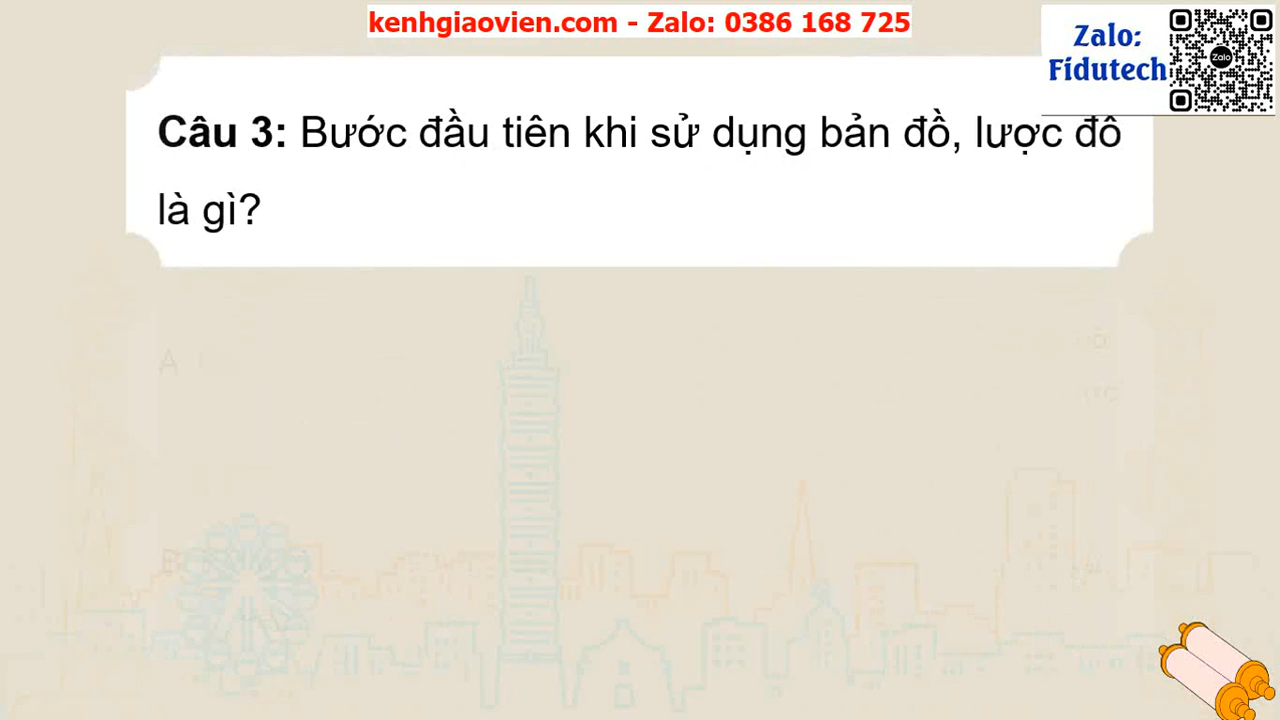 kenhgiaovien.com - Zalo: 0386 168 725
Zalo:
Fidutech
Zalo
Câu 3: Bước đầu tiên khi sử dụng bản đồ, lược đồ
là gì?
A
B